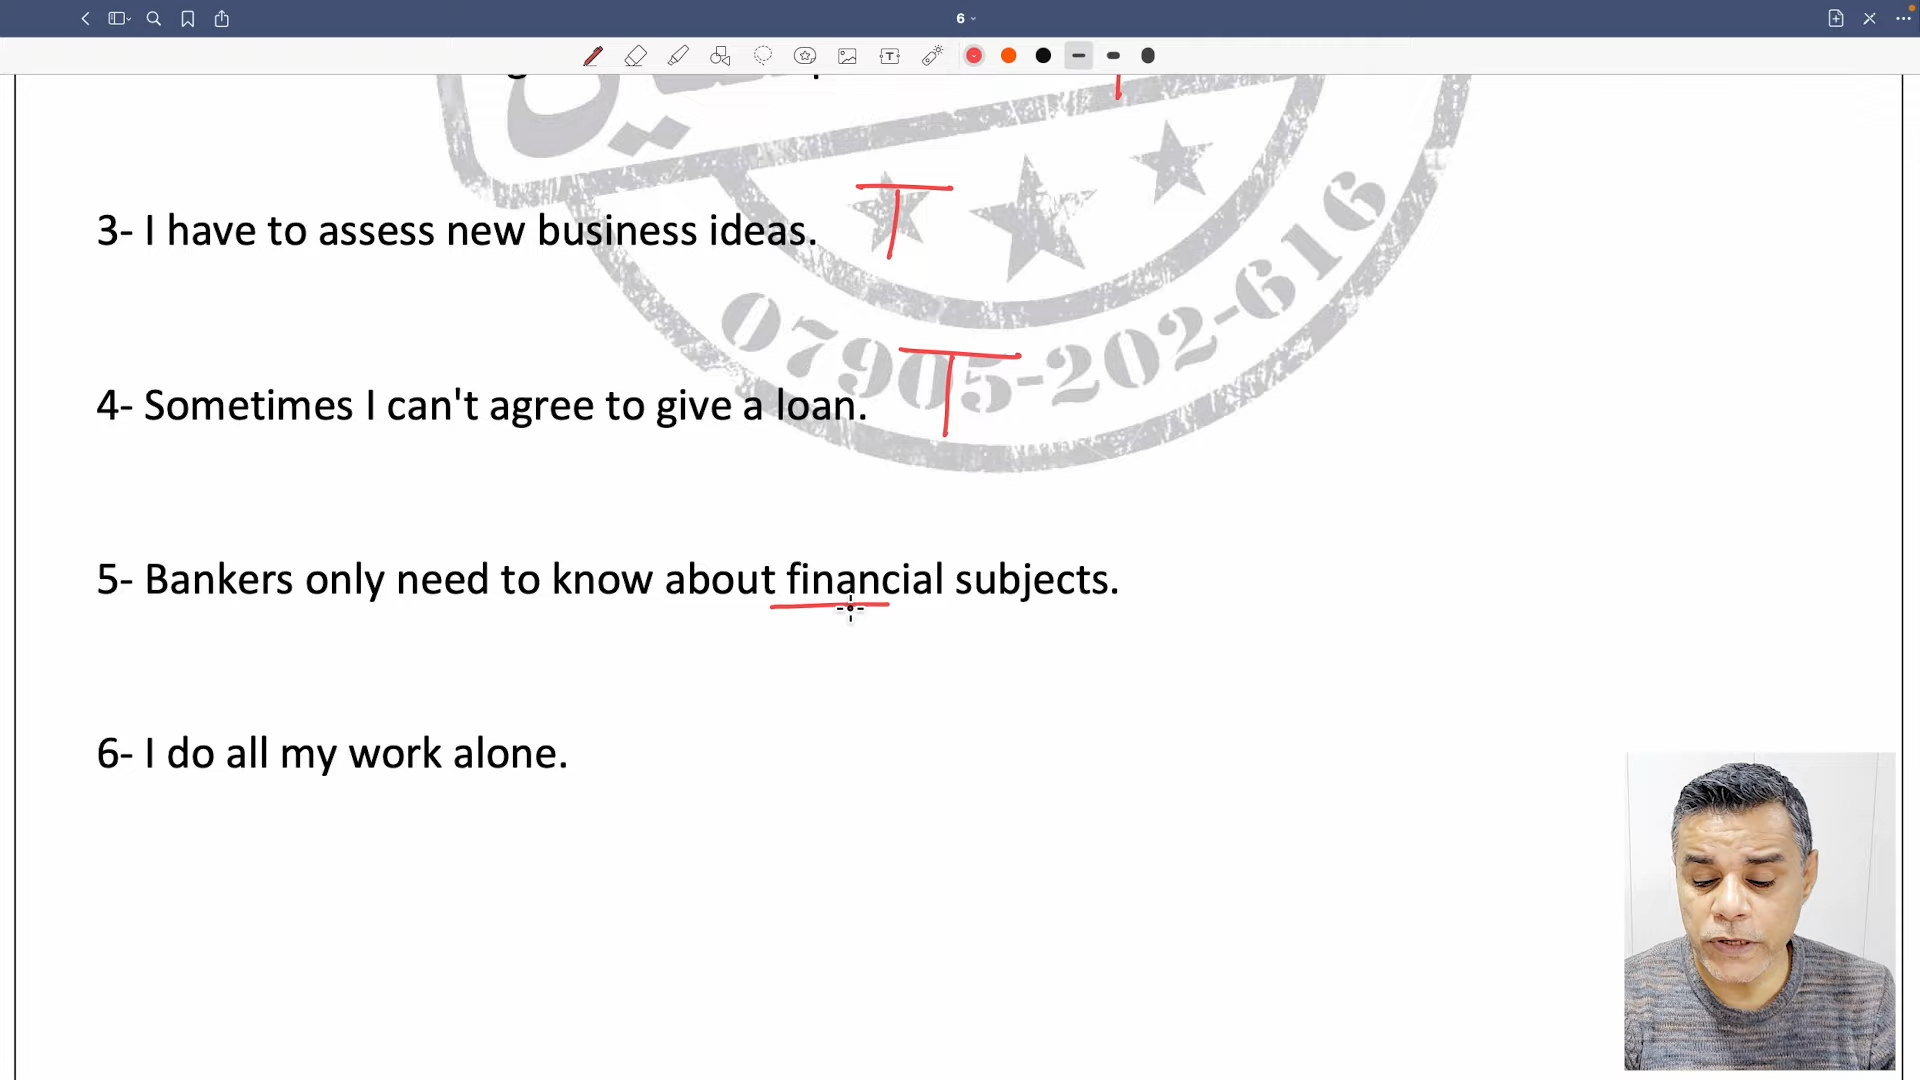 6
T
3- I have to assess new business ideas.
T
07905-202-616
4- Sometimes I can't agree to give a loan.
T
5- Bankers only need to know about financial subjects.
6- I do all my work alone.